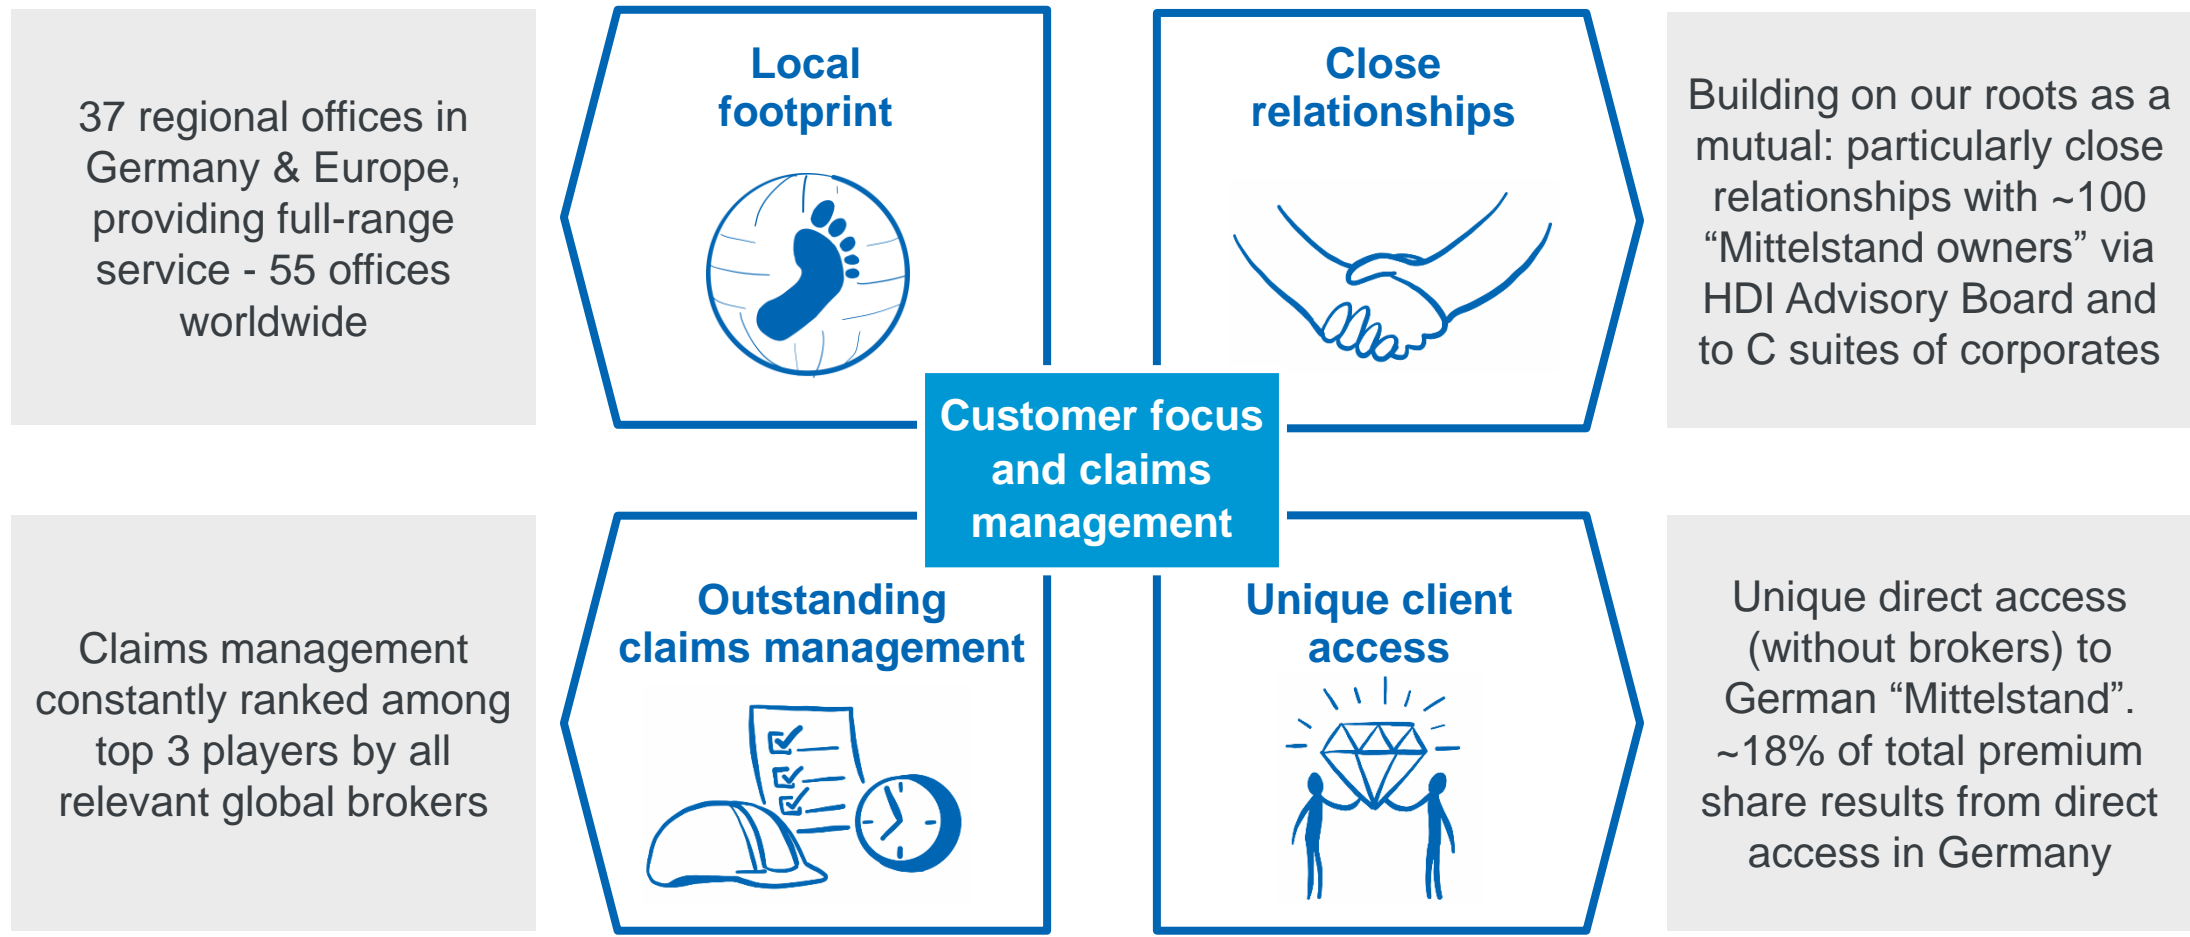 37 regional offices in
Germany & Europe,
providing full-range
service - 55 offices
worldwide
Local
footprint
Close
relationships
Building on our roots as a
mutual: particularly close
relationships with ~100
“Mittelstand owners” via
HDI Advisory Board and
to C suites of corporates
Customer focus
and claims
management
Claims management
constantly ranked among
top 3 players by all
relevant global brokers
Outstanding
claims management
Unique client
access
Unique direct access
(without brokers) to
German “Mittelstand”.
~18% of total premium
share results from direct
access in Germany